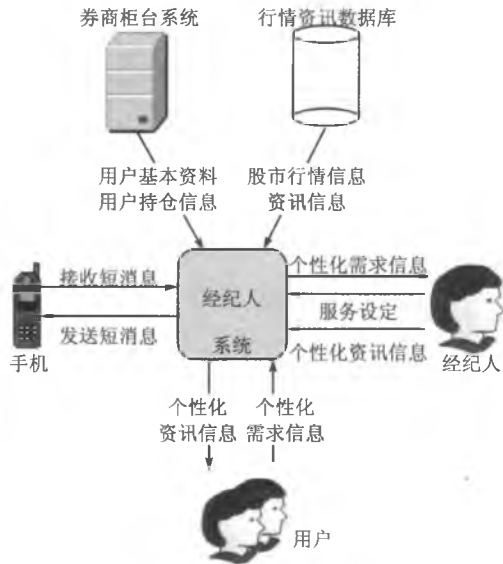 券商柜台系统
行情资讯数据库
用户基本资料
用户持仓信息
股市行情信息
资讯信息
接收短消息
发送短消息
手机
经纪人
系统
个性化需求信息
服务设定
个性化资讯信息
经纪人
个性化
资讯信息
个性化
需求信息
用户